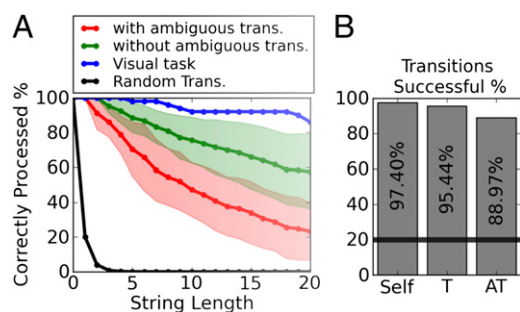 A
with ambiguous trans.
without ambiguous trans.
Visual task
Random Trans.
Correctly Processed %
100
80
60
40
20
0
0 5 10 15 20
String Length
B
Transitions
Successful %
100
80
60
40
20
0
97.40%
95.44%
88.97%
Self T AT